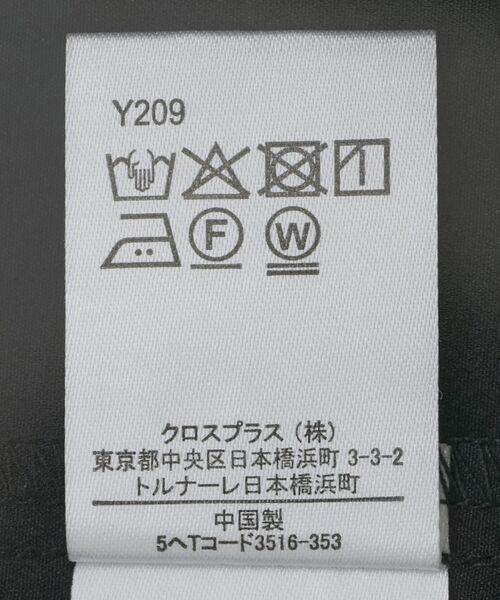 Y209
F W
クロスプラス (株)
東京都中央区日本橋浜町 3-3-2
トルナーレ日本橋浜町
中国製
5ヘTコード3516-353